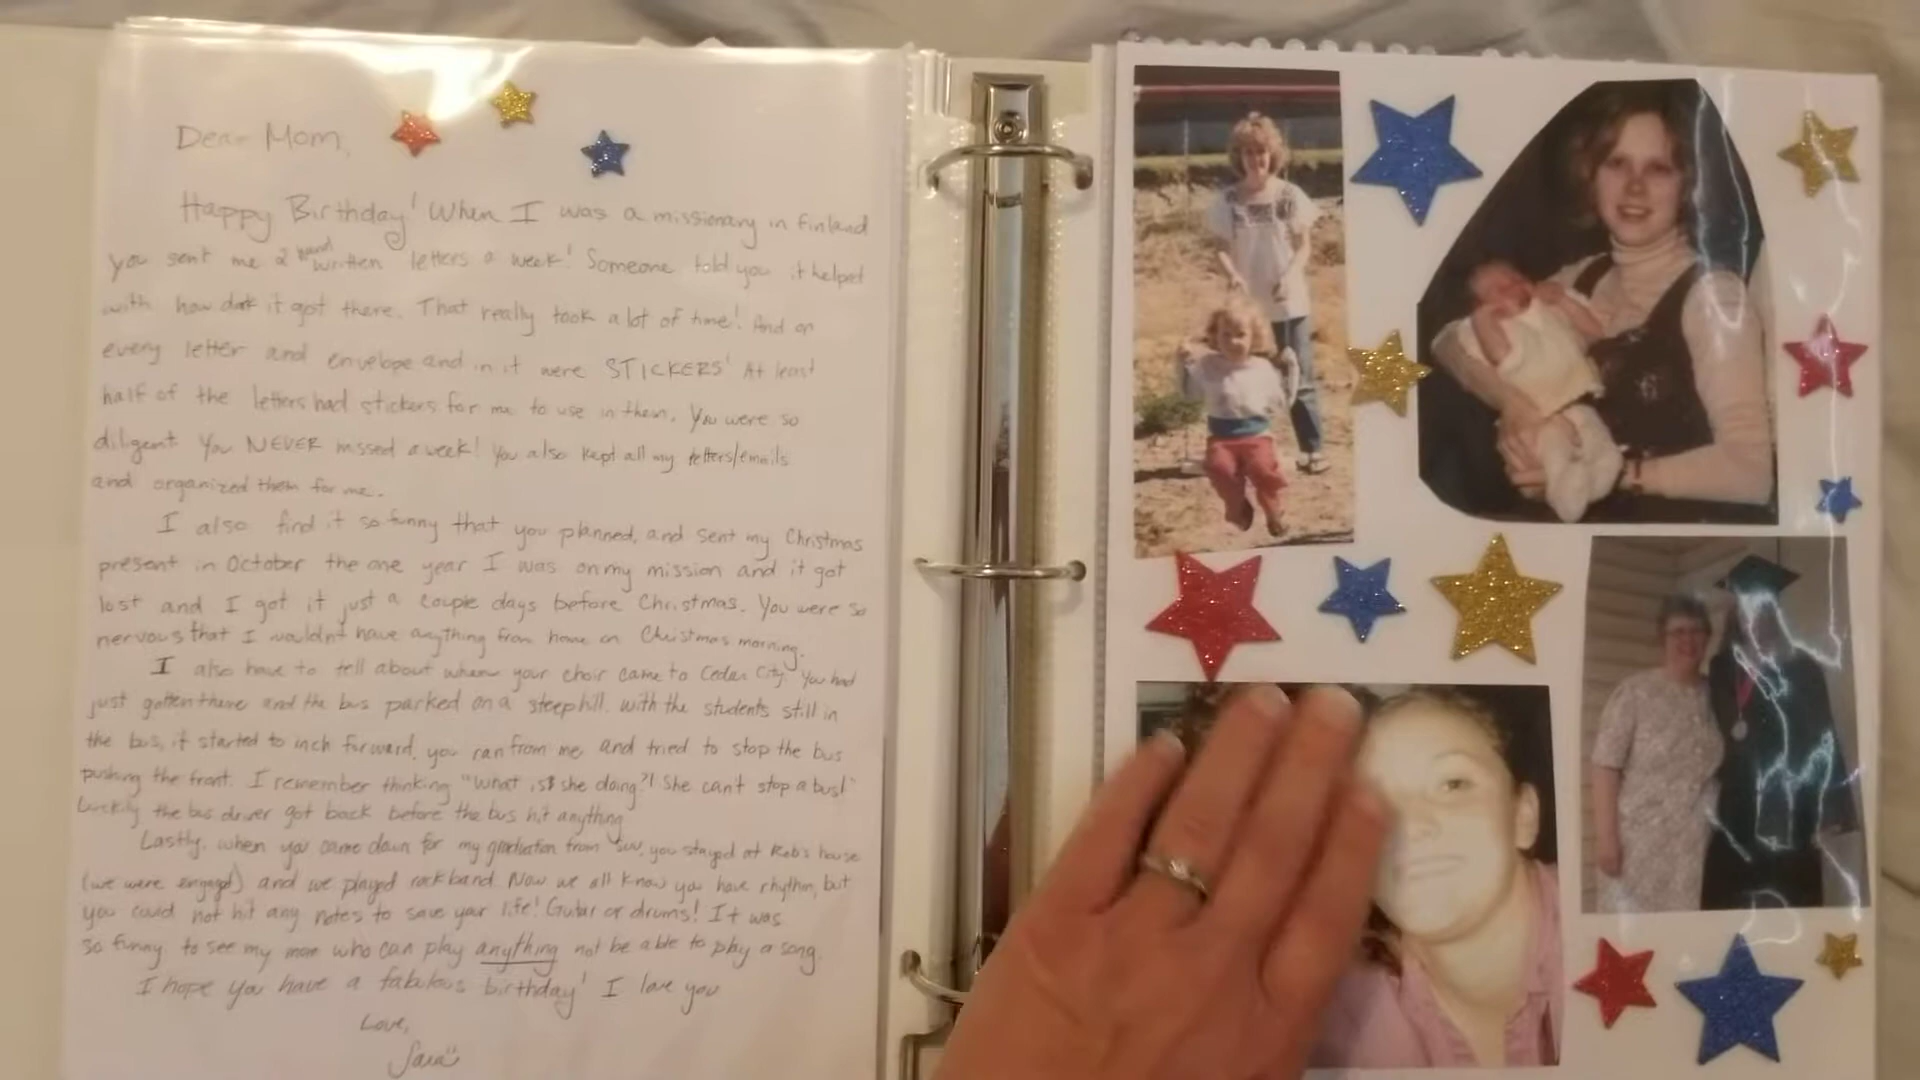 Dear Mom,
Happy Birthday! When I was a missionary in Finland
you sent me 2 hand written letters a week! Someone told you it helped
with how dark it got there. That really took a lot of time! And on
every letter and envelope and in it were STICKERS! At least
half of the letters had stickers for me to use in them. You were so
diligent you NEVER missed a week! You also kept all my letters/emails
and organized them for me.
I also find it so funny that you planned, and sent my Christmas
present in October the one year I was on my mission and it got
lost and I got it just a couple days before Christmas. You were so
nervous that I wouldn't have anything from home on Christmas morning.
I also have to tell about when your choir came to Cedar City. You had
just gotten there and the bus parked on a steep hill. With the students still in
the bus, it started to inch forward. you ran from me and tried to stop the bus
pushing the front. I remember thinking "What is she doing?! She can't stop a bus!"
Luckily the bus driver got back before the bus hit anything
Lastly, when you came down for my graduation from SUU, you stayed at Rob's house
(we were engaged) and we played rockband. Now we all know you have rhythm, but
you could not hit any notes to save your life! Guitar or drums! It was
so funny to see my mom who can play anything not be able to play a song.
I hope you have a fabulous birthday! I love you
Love,
Sara